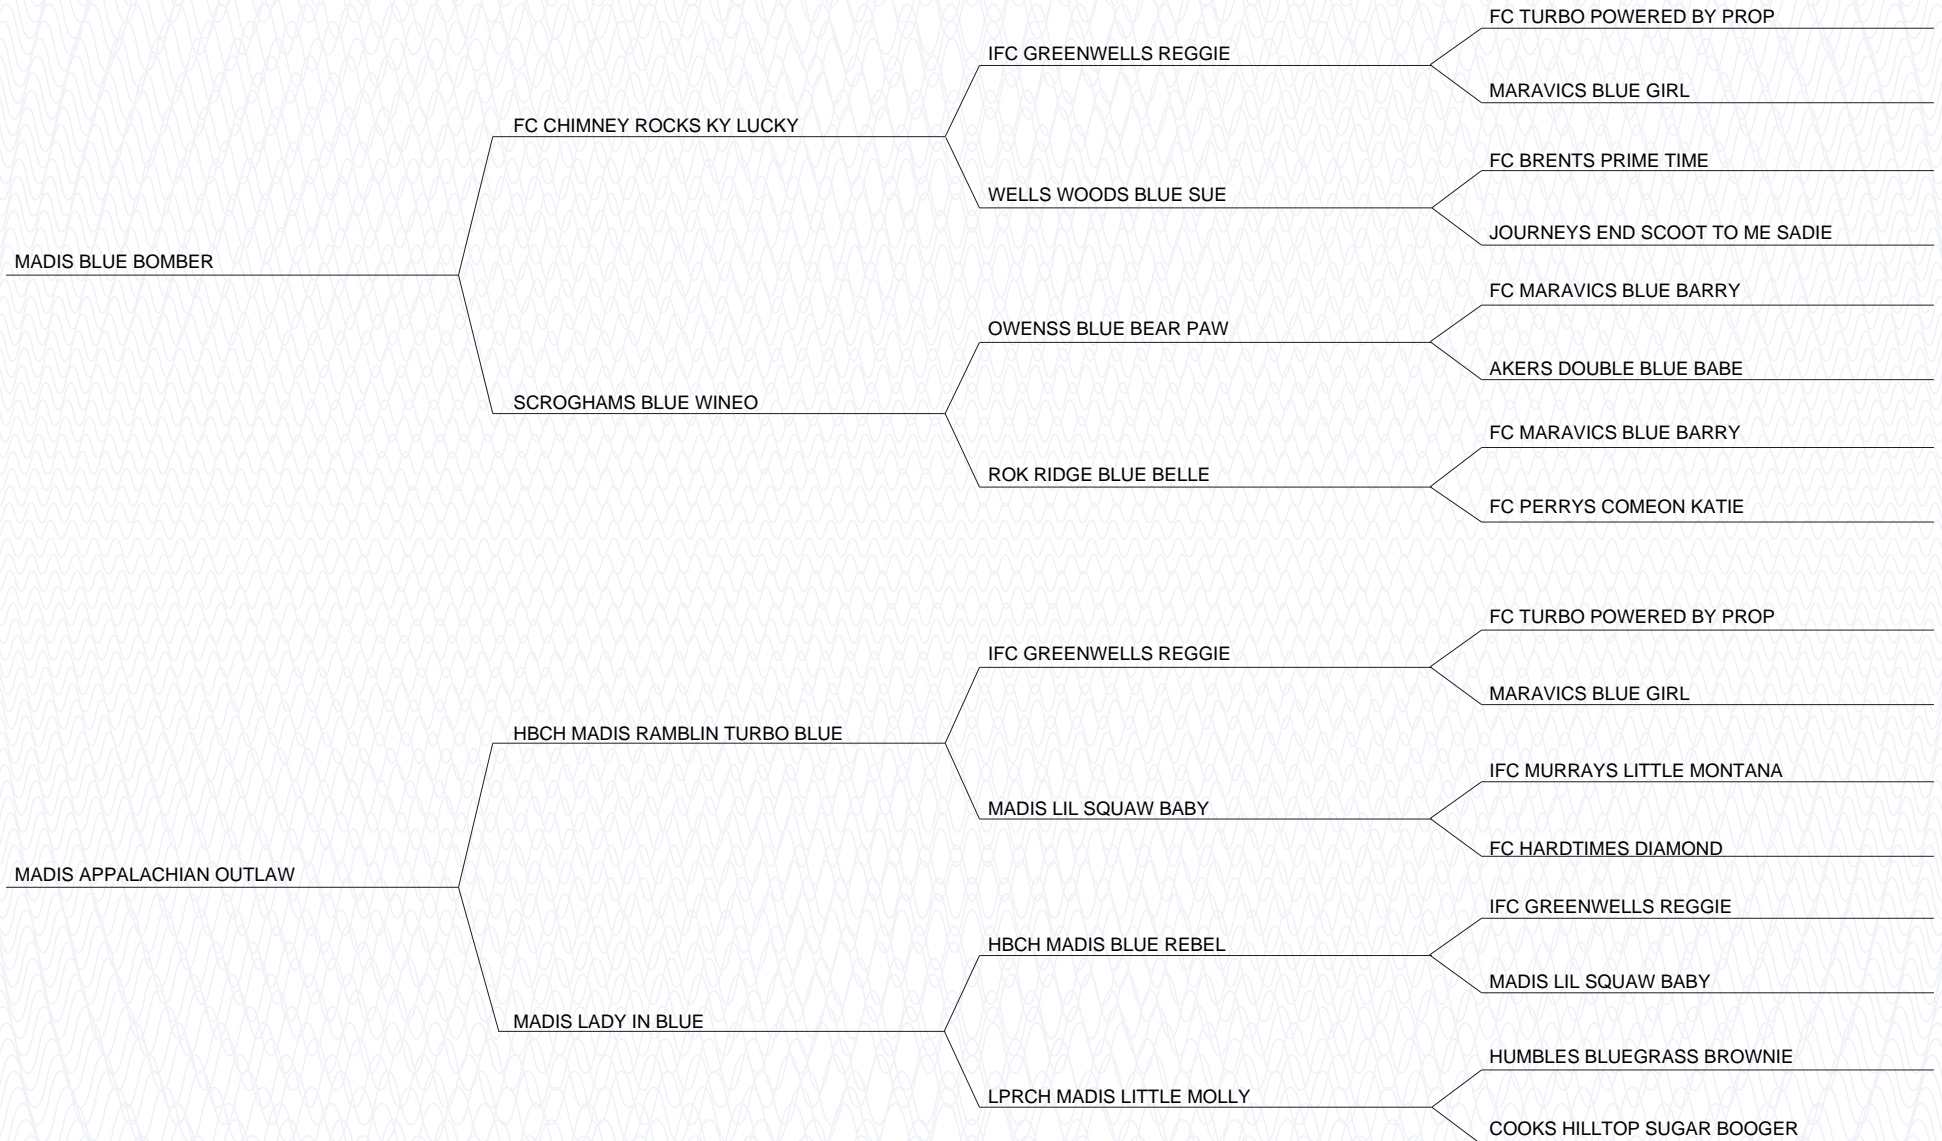 FC TURBO POWERED BY PROP
IFC GREENWELLS REGGIE
MARAVICS BLUE GIRL
FC CHIMNEY ROCKS KY LUCKY
FC BRENTS PRIME TIME
WELLS WOODS BLUE SUE
JOURNEYS END SCOOT TO ME SADIE
MADIS BLUE BOMBER
FC MARAVICS BLUE BARRY
OWENSS BLUE BEAR PAW
AKERS DOUBLE BLUE BABE
SCROGHAMS BLUE WINEO
FC MARAVICS BLUE BARRY
ROK RIDGE BLUE BELLE
FC PERRYS COMEON KATIE
FC TURBO POWERED BY PROP
IFC GREENWELLS REGGIE
MARAVICS BLUE GIRL
HBCH MADIS RAMBLIN TURBO BLUE
IFC MURRAYS LITTLE MONTANA
MADIS LIL SQUAW BABY
FC HARDTIMES DIAMOND
MADIS APPALACHIAN OUTLAW
IFC GREENWELLS REGGIE
HBCH MADIS BLUE REBEL
MADIS LIL SQUAW BABY
MADIS LADY IN BLUE
HUMBLES BLUEGRASS BROWNIE
LPRCH MADIS LITTLE MOLLY
COOKS HILLTOP SUGAR BOOGER